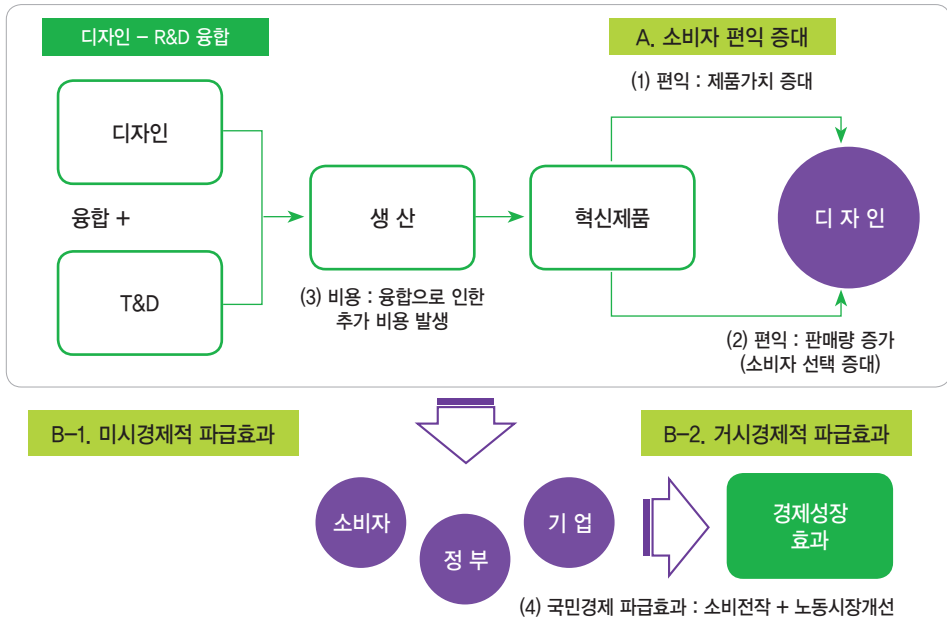 디자인 – R&D 융합
A. 소비자 편익 증대
(1) 편익 : 제품가치 증대
디자인
융합 +
T&D
생 산
혁신제품
디 자 인
(3) 비용 : 융합으로 인한
추가 비용 발생
(2) 편익 : 판매량 증가
(소비자 선택 증대)
B–1. 미시경제적 파급효과
B–2. 거시경제적 파급효과
소비자
정 부
기 업
경제성장
효과
(4) 국민경제 파급효과 : 소비전작 + 노동시장개선